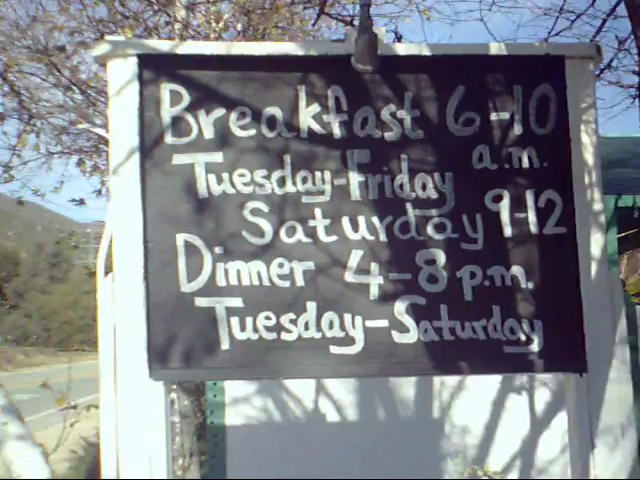 Breakfast 6-10
a.m.
Tuesday-Friday
Saturday 9-12
Dinner 4-8 p.m.
Tuesday-Saturday